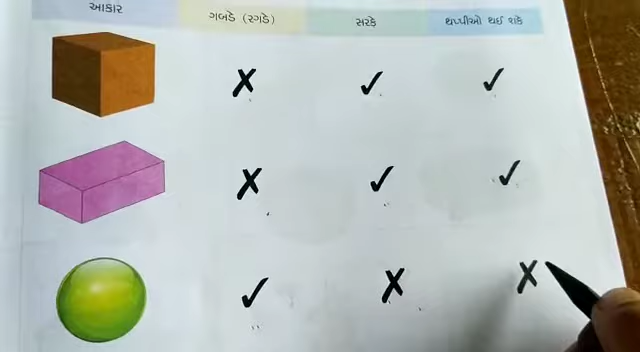 આકાર ગબડે (રગડે) સરકે થપ્પીઓ થઈ શકે
✗ ✓ ✓
✗ ✓ ✓
✓ ✗ ✗